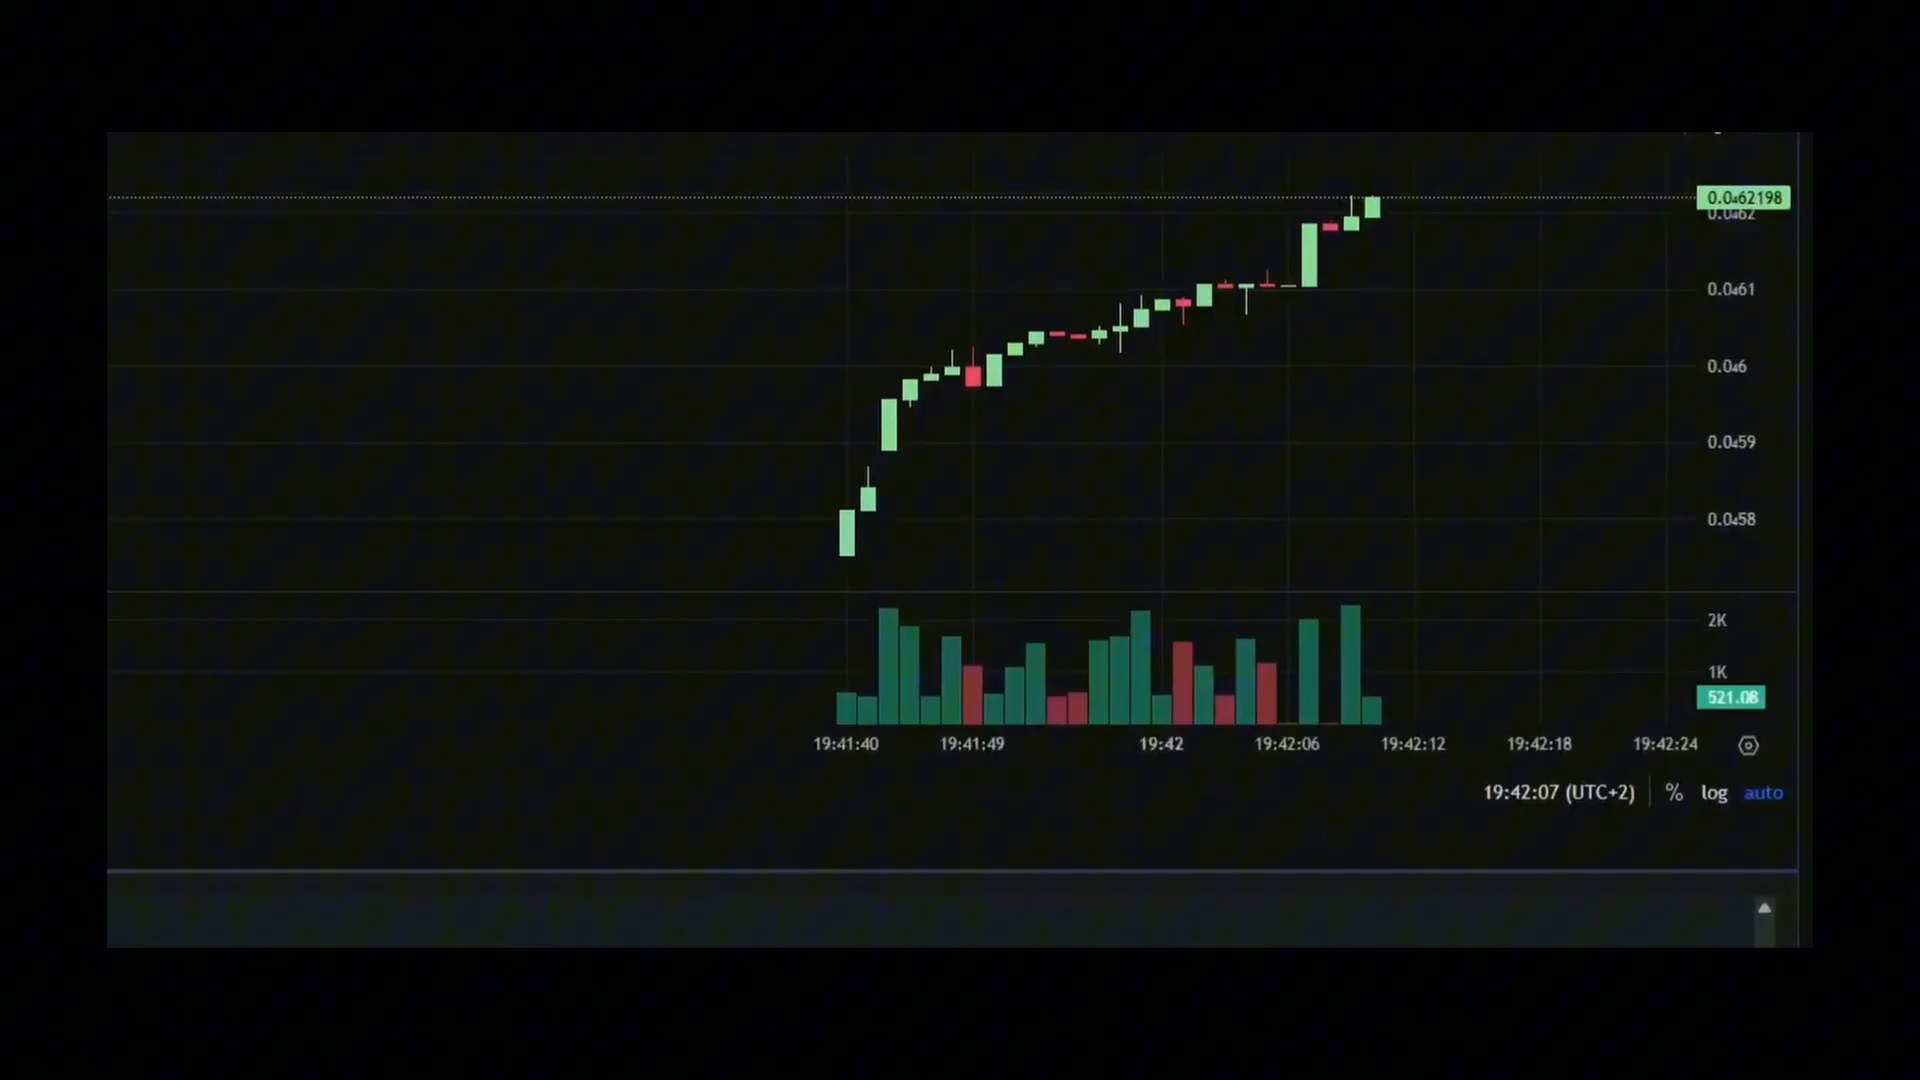 0.0₄62198
0.0₄62
0.0₄61
0.0₄6
0.0₄59
0.0₄58
2K
1K
521.08
19:41:40 19:41:49 19:42 19:42:06 19:42:12 19:42:18 19:42:24
19:42:07 (UTC+2) % log auto